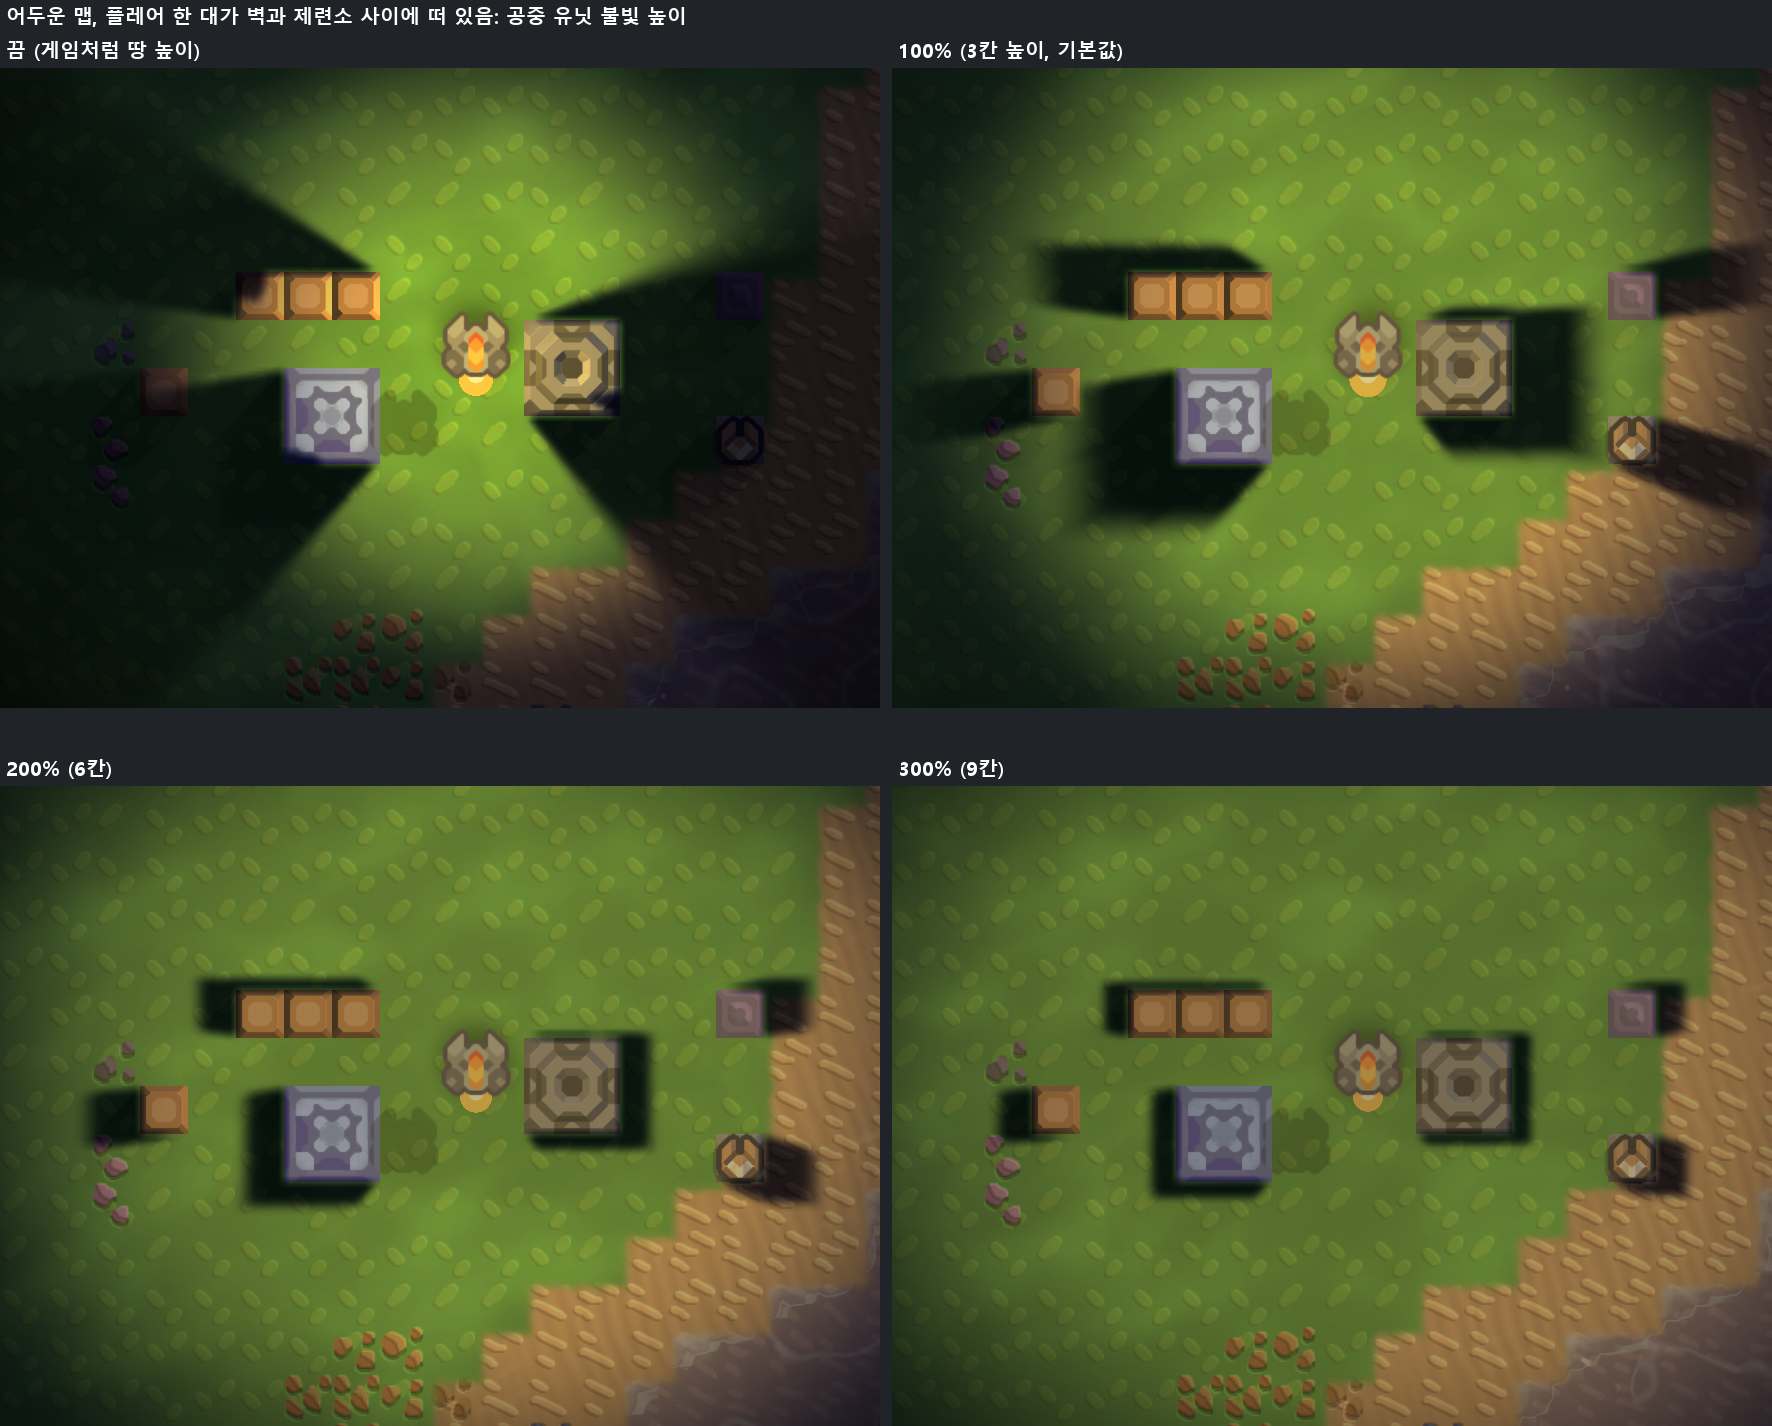 어두운 맵, 플레어 한 대가 벽과 제련소 사이에 떠 있음: 공중 유닛 불빛 높이
끔 (게임처럼 땅 높이)
100% (3칸 높이, 기본값)
200% (6칸)
300% (9칸)